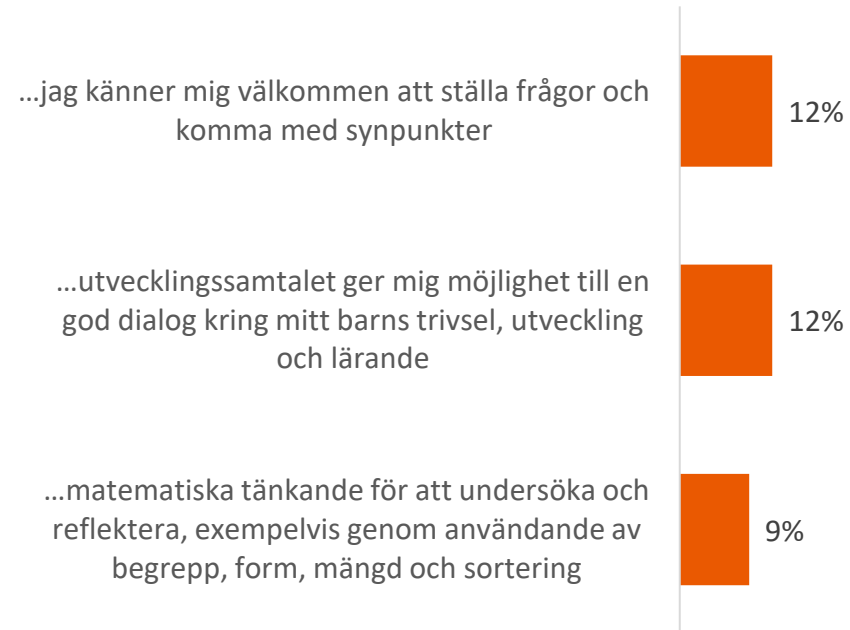 …jag känner mig välkommen att ställa frågor och
komma med synpunkter
12%
…utvecklingssamtalet ger mig möjlighet till en
god dialog kring mitt barns trivsel, utveckling
och lärande
12%
…matematiska tänkande för att undersöka och
reflektera, exempelvis genom användande av
begrepp, form, mängd och sortering
9%